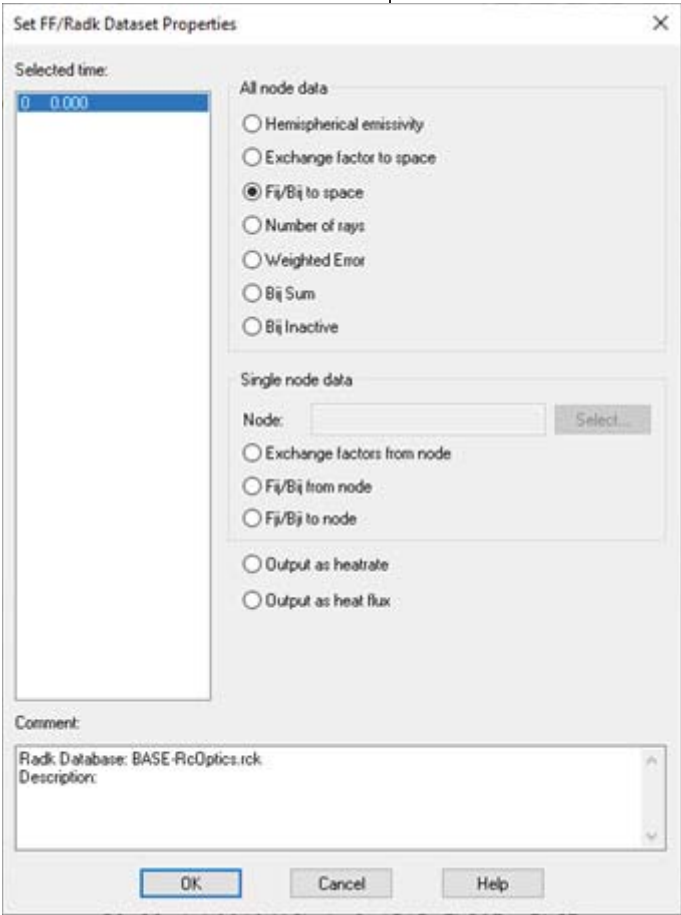 Set FF/Radk Dataset Properties
Selected time:
0 0.000
All node data
Hemispherical emissivity
Exchange factor to space
Fij/Bij to space
Number of rays
Weighted Error
Bij Sum
Bij Inactive
Single node data
Node:
Select...
Exchange factors from node
Fij/Bij from node
Fji/Bji to node
Output as heatrate
Output as heat flux
Comment:
Radk Database: BASE-RcOptics.rck
Description:
OK
Cancel
Help